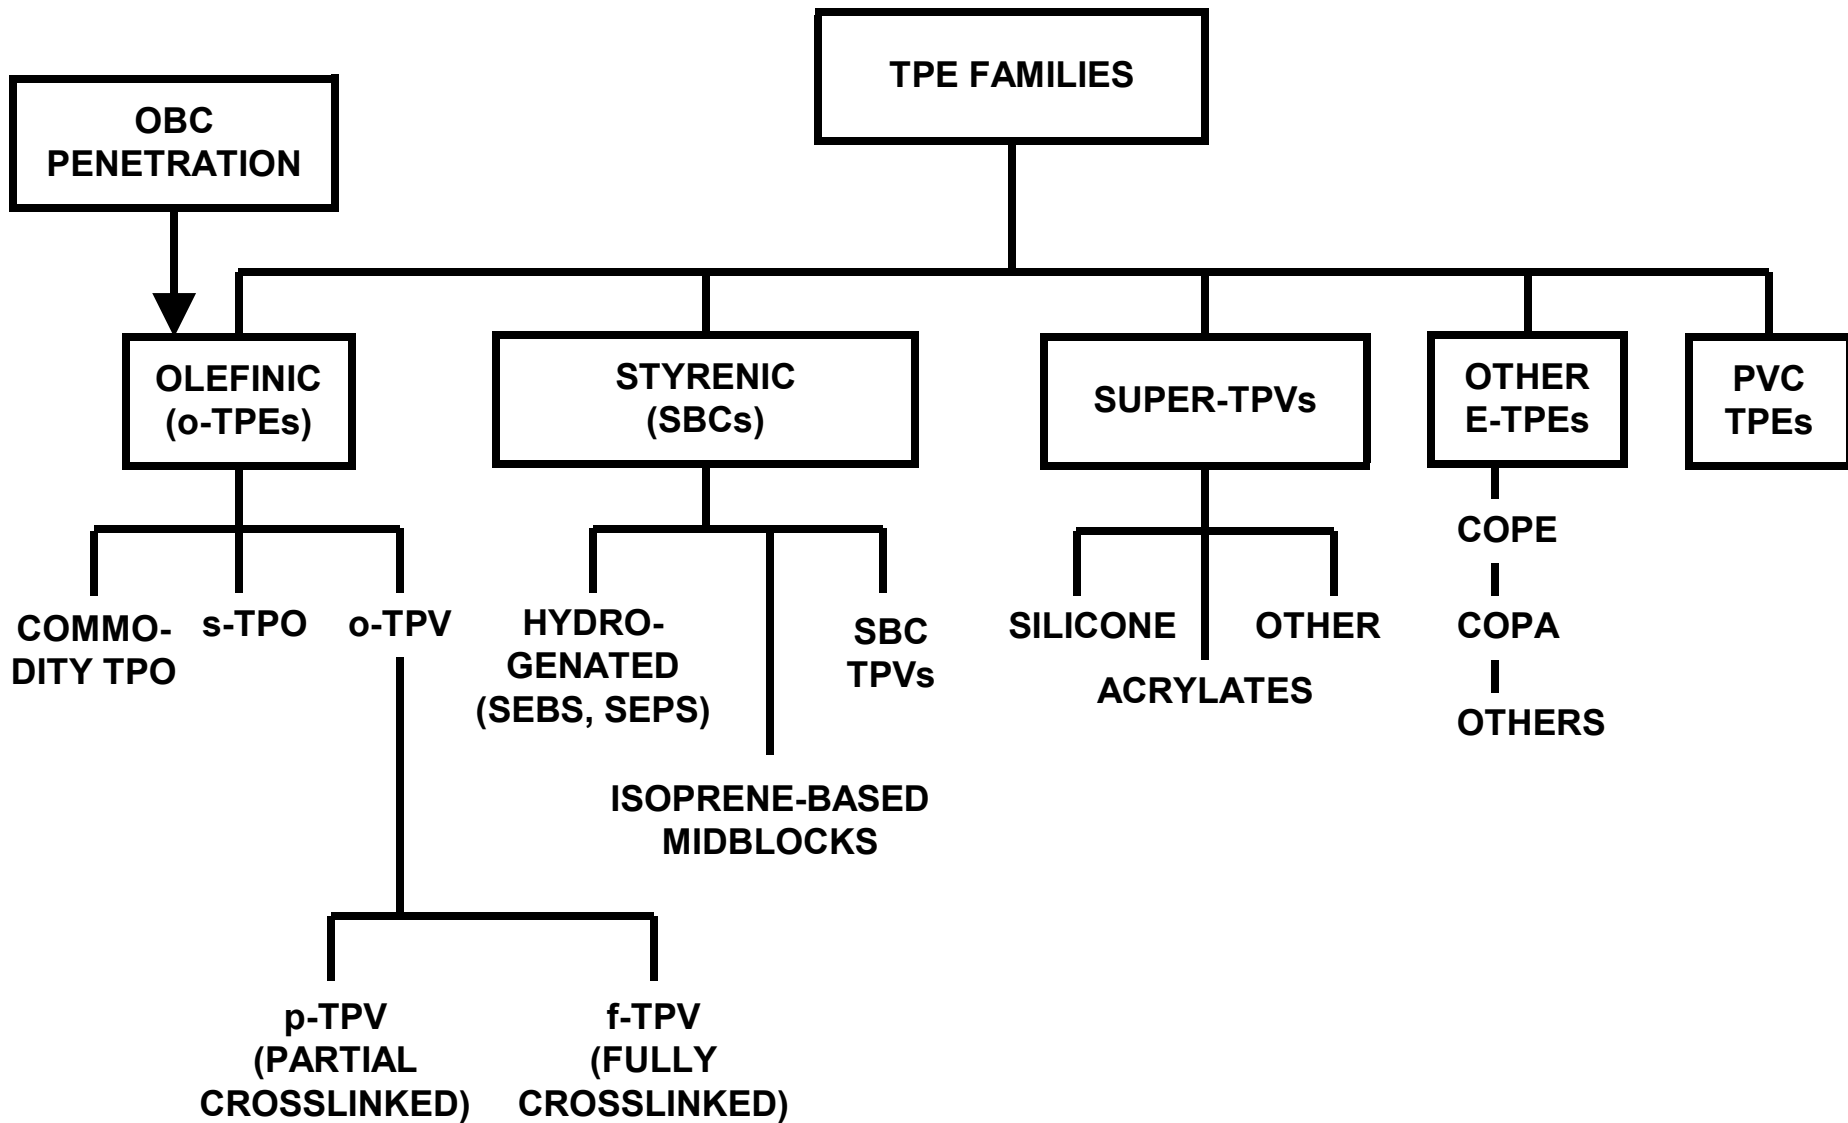 TPE FAMILIES
OBC
PENETRATION
OLEFINIC
(o-TPEs)
STYRENIC
(SBCs)
SUPER-TPVs
OTHER
E-TPEs
PVC
TPEs
COMMO-
DITY TPO
s-TPO
o-TPV
HYDRO-
GENATED
(SEBS, SEPS)
SBC
TPVs
ISOPRENE-BASED
MIDBLOCKS
SILICONE
OTHER
ACRYLATES
COPE
COPA
OTHERS
p-TPV
(PARTIAL
CROSSLINKED)
f-TPV
(FULLY
CROSSLINKED)